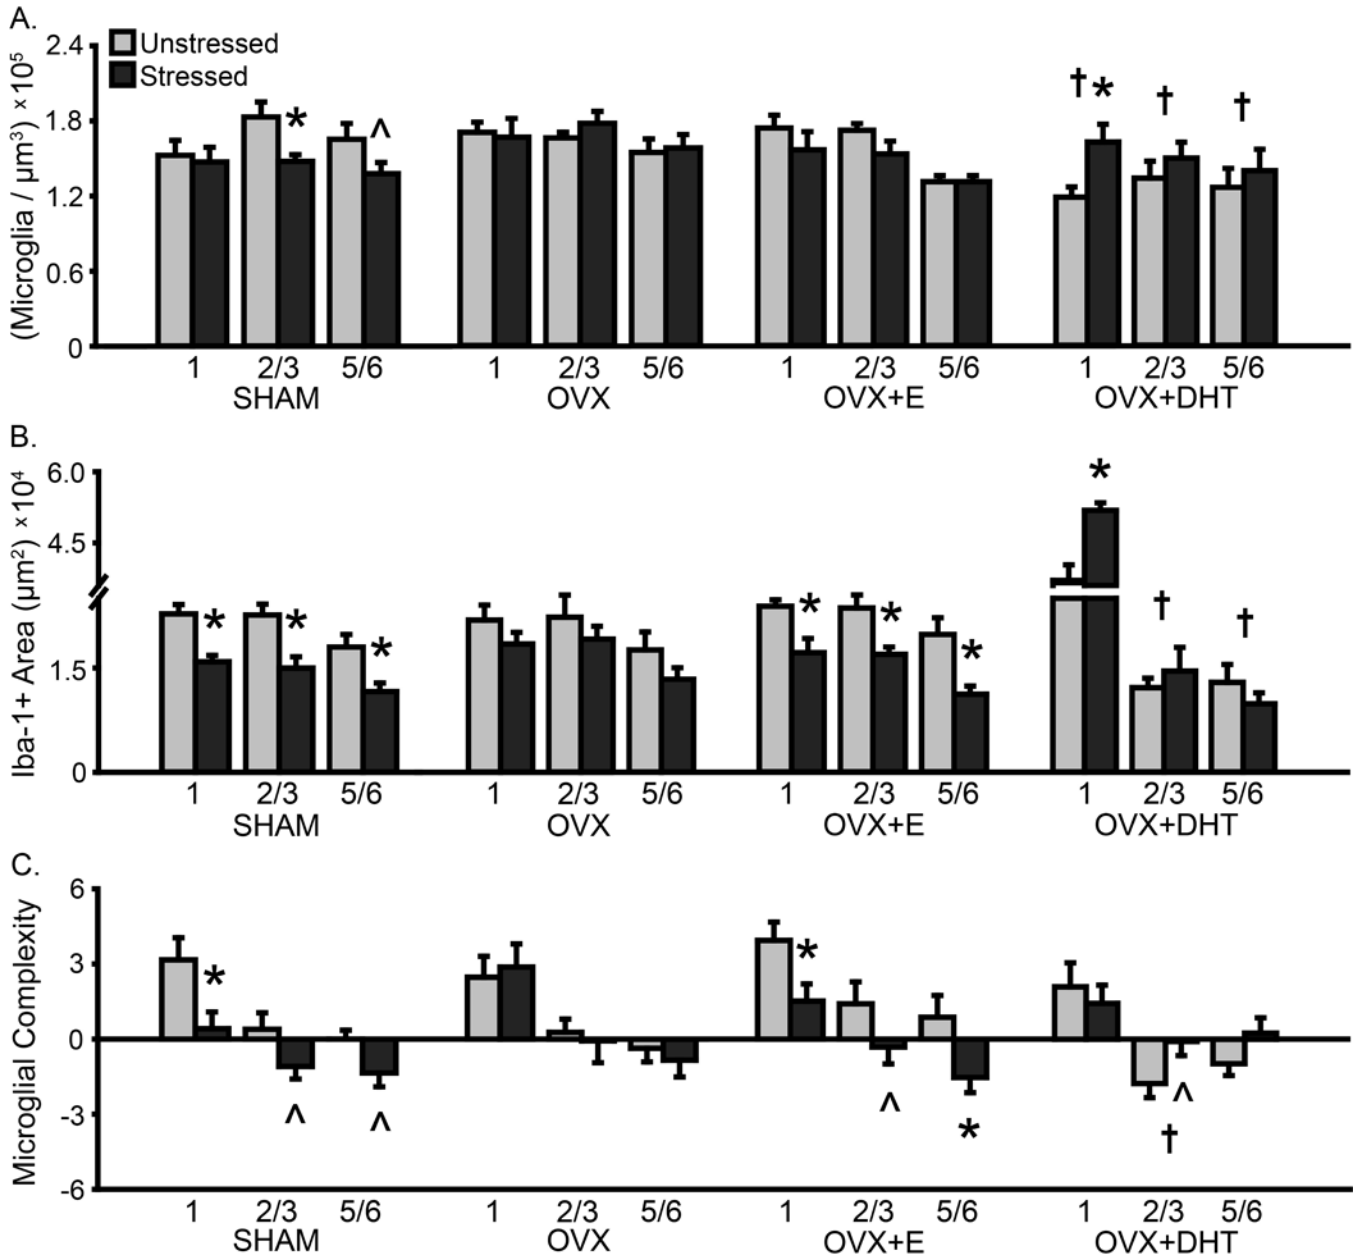 A.
Unstressed
Stressed
(Microglia / µm³) ×10⁵
2.4
1.8
1.2
0.6
0
* ^ † * † †
1 2/3 5/6 1 2/3 5/6 1 2/3 5/6 1 2/3 5/6
SHAM OVX OVX+E OVX+DHT
B.
Iba-1+ Area (µm²) ×10⁴
6.0
4.5
1.5
0
* * * * * * * † †
1 2/3 5/6 1 2/3 5/6 1 2/3 5/6 1 2/3 5/6
SHAM OVX OVX+E OVX+DHT
C.
Microglial Complexity
6
3
0
-3
-6
* ^ ^ * ^ * ^ †
1 2/3 5/6 1 2/3 5/6 1 2/3 5/6 1 2/3 5/6
SHAM OVX OVX+E OVX+DHT